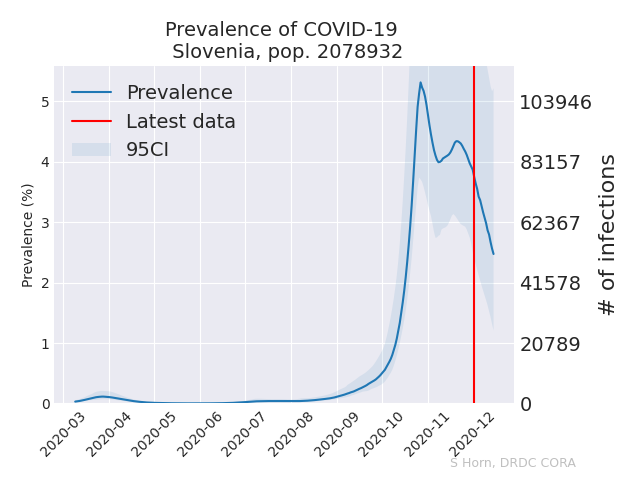 Prevalence of COVID-19
Slovenia, pop. 2078932
Prevalence
Latest data
95CI
Prevalence (%)
5
4
3
2
1
0
103946
83157
62367
41578
20789
0
# of infections
2020-03
2020-04
2020-05
2020-06
2020-07
2020-08
2020-09
2020-10
2020-11
2020-12
S Horn, DRDC CORA